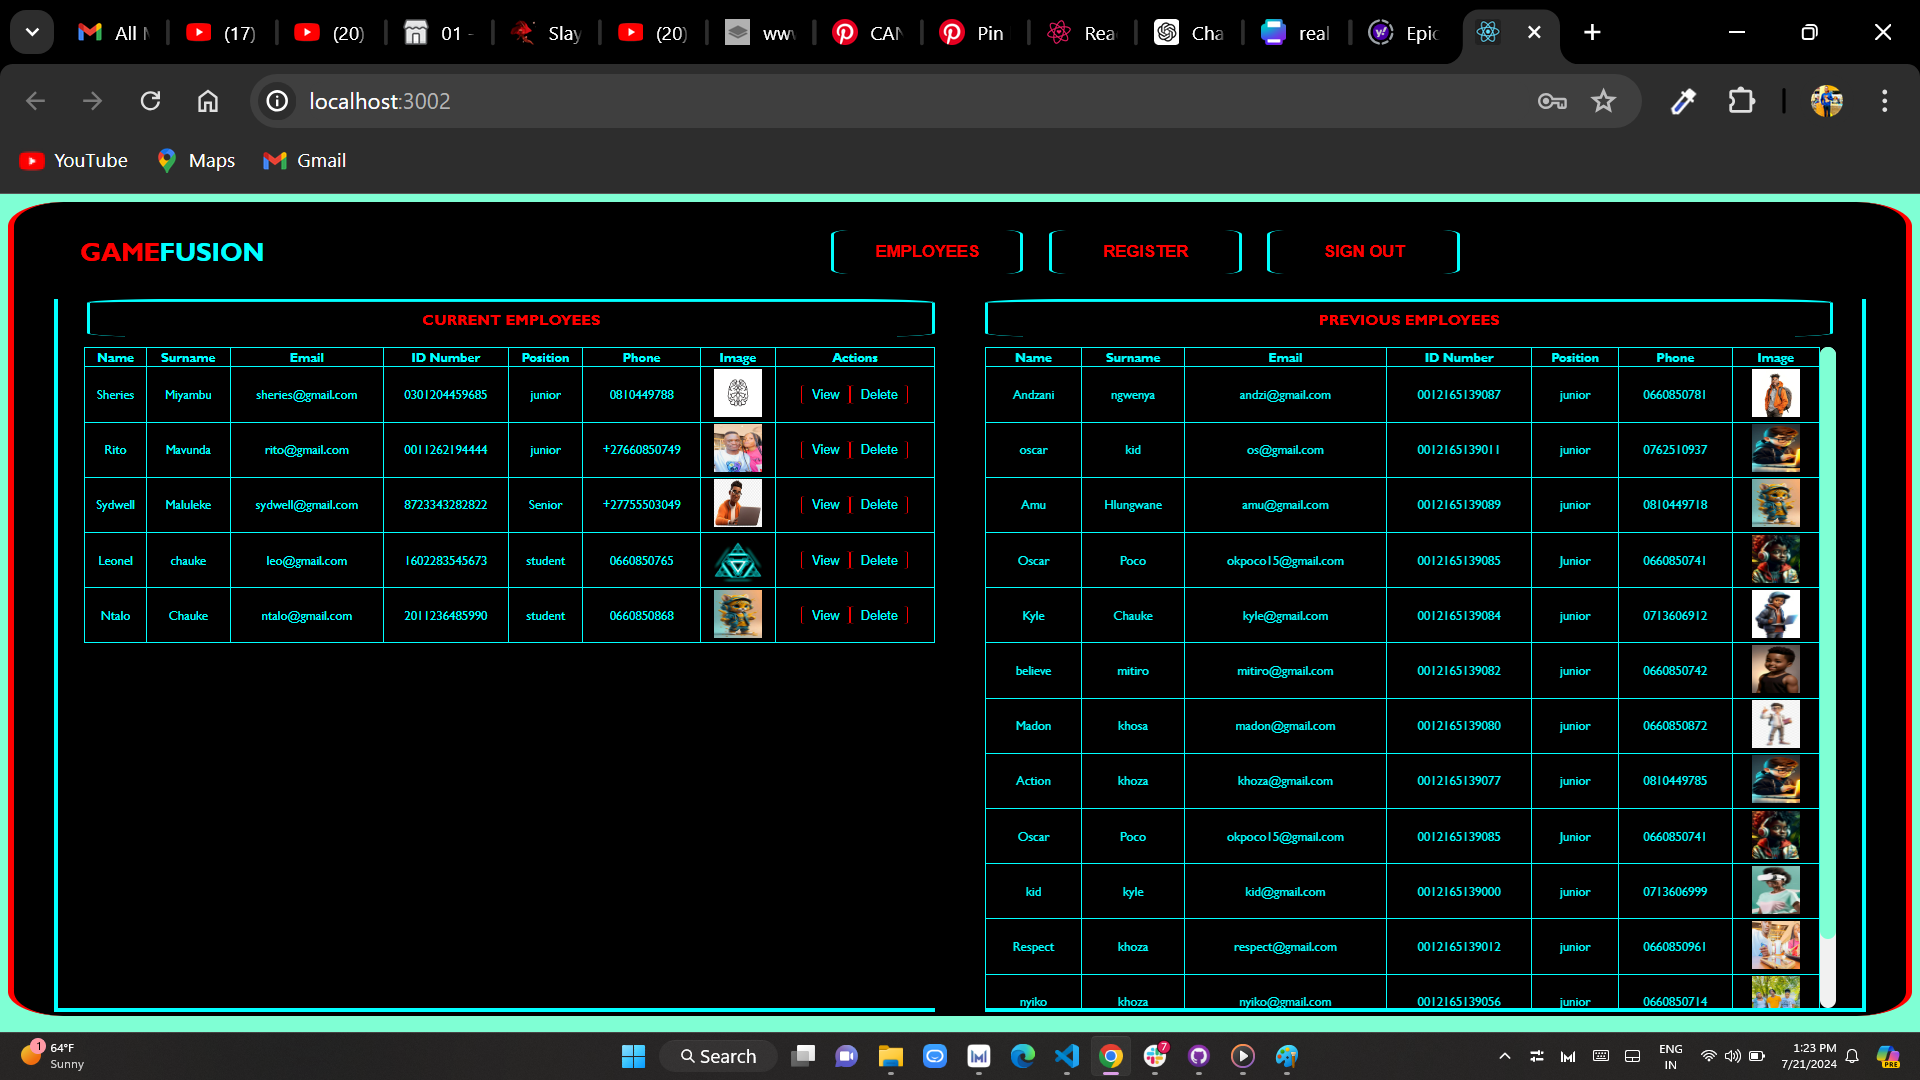 All
(17)
(20)
01 -
Slay
(20)
www
CAN
Pin
Rea
Cha
real
Epic
localhost:3002
YouTube Maps Gmail
GAMEFUSION
EMPLOYEES REGISTER SIGN OUT
CURRENT EMPLOYEES
Name Surname Email ID Number Position Phone Image Actions
Sheries Miyambu sheries@gmail.com 0301204459685 junior 0810449788 View Delete
Rito Mavunda rito@gmail.com 0011262194444 junior +27660850749 View Delete
Sydwell Maluleke sydwell@gmail.com 8723343282822 Senior +27755503049 View Delete
Leonel chauke leo@gmail.com 1602283545673 student 0660850765 View Delete
Ntalo Chauke ntalo@gmail.com 2011236485990 student 0660850868 View Delete
PREVIOUS EMPLOYEES
Name Surname Email ID Number Position Phone Image
Andzani ngwenya andzi@gmail.com 0012165139087 junior 0660850781
oscar kid os@gmail.com 0012165139011 junior 0762510937
Amu Hlungwane amu@gmail.com 0012165139089 junior 0810449718
Oscar Poco okpoco15@gmail.com 0012165139085 Junior 0660850741
Kyle Chauke kyle@gmail.com 0012165139084 junior 0713606912
believe mitiro mitiro@gmail.com 0012165139082 junior 0660850742
Madon khosa madon@gmail.com 0012165139080 junior 0660850872
Action khoza khoza@gmail.com 0012165139077 junior 0810449785
Oscar Poco okpoco15@gmail.com 0012165139085 Junior 0660850741
kid kyle kid@gmail.com 0012165139000 junior 0713606999
Respect khoza respect@gmail.com 0012165139012 junior 0660850961
nyiko khoza nyiko@gmail.com 0012165139056 junior 0660850714
1
64°F
Sunny
Search
7
ENG
IN
1:23 PM
7/21/2024
PRE